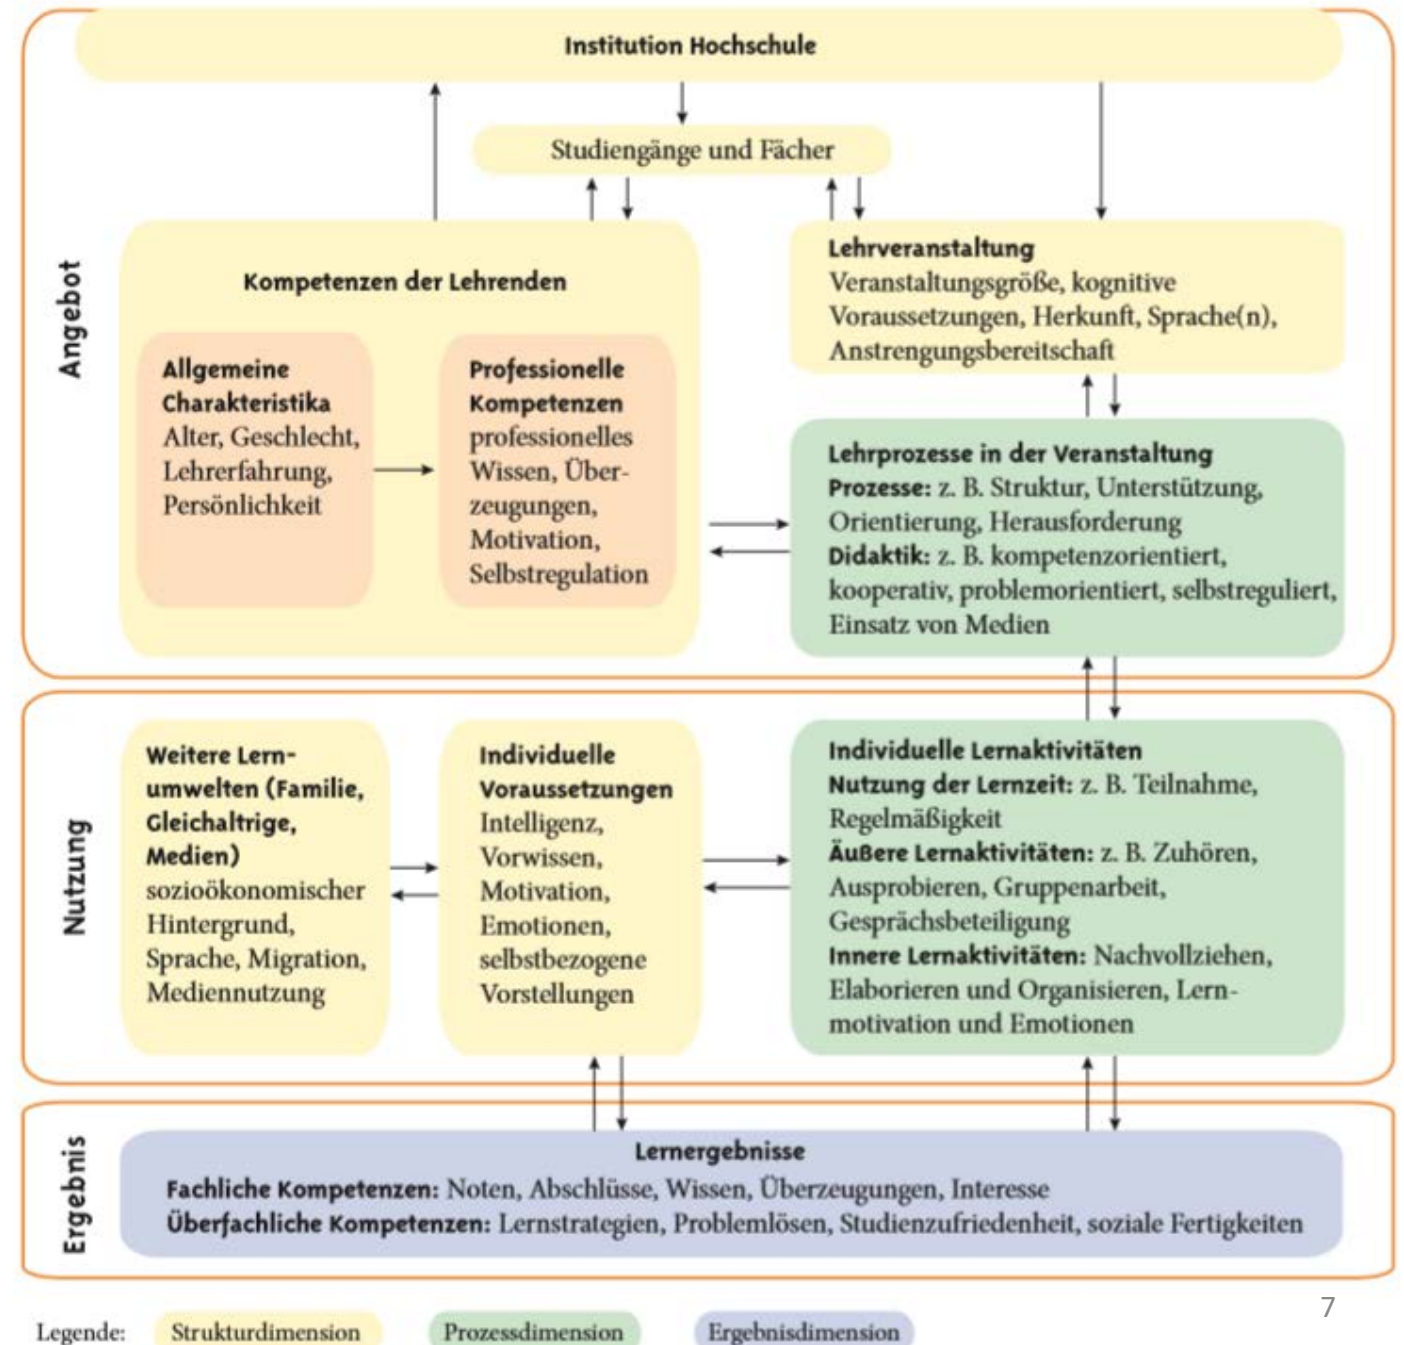 Institution Hochschule
Studiengänge und Fächer
Angebot
Kompetenzen der Lehrenden
Allgemeine
Charakteristika
Alter, Geschlecht,
Lehrerfahrung,
Persönlichkeit
Professionelle
Kompetenzen
professionelles
Wissen, Über-
zeugungen,
Motivation,
Selbstregulation
Lehrveranstaltung
Veranstaltungsgröße, kognitive
Voraussetzungen, Herkunft, Sprache(n),
Anstrengungsbereitschaft
Lehrprozesse in der Veranstaltung
Prozesse: z. B. Struktur, Unterstützung,
Orientierung, Herausforderung
Didaktik: z. B. kompetenzorientiert,
kooperativ, problemorientiert, selbstreguliert,
Einsatz von Medien
Nutzung
Weitere Lern-
umwelten (Familie,
Gleichaltrige,
Medien)
sozioökonomischer
Hintergrund,
Sprache, Migration,
Mediennutzung
Individuelle
Voraussetzungen
Intelligenz,
Vorwissen,
Motivation,
Emotionen,
selbstbezogene
Vorstellungen
Individuelle Lernaktivitäten
Nutzung der Lernzeit: z. B. Teilnahme,
Regelmäßigkeit
Äußere Lernaktivitäten: z. B. Zuhören,
Ausprobieren, Gruppenarbeit,
Gesprächsbeteiligung
Innere Lernaktivitäten: Nachvollziehen,
Elaborieren und Organisieren, Lern-
motivation und Emotionen
Ergebnis
Lernergebnisse
Fachliche Kompetenzen: Noten, Abschlüsse, Wissen, Überzeugungen, Interesse
Überfachliche Kompetenzen: Lernstrategien, Problemlösen, Studienzufriedenheit, soziale Fertigkeiten
7
Legende: Strukturdimension Prozessdimension Ergebnisdimension